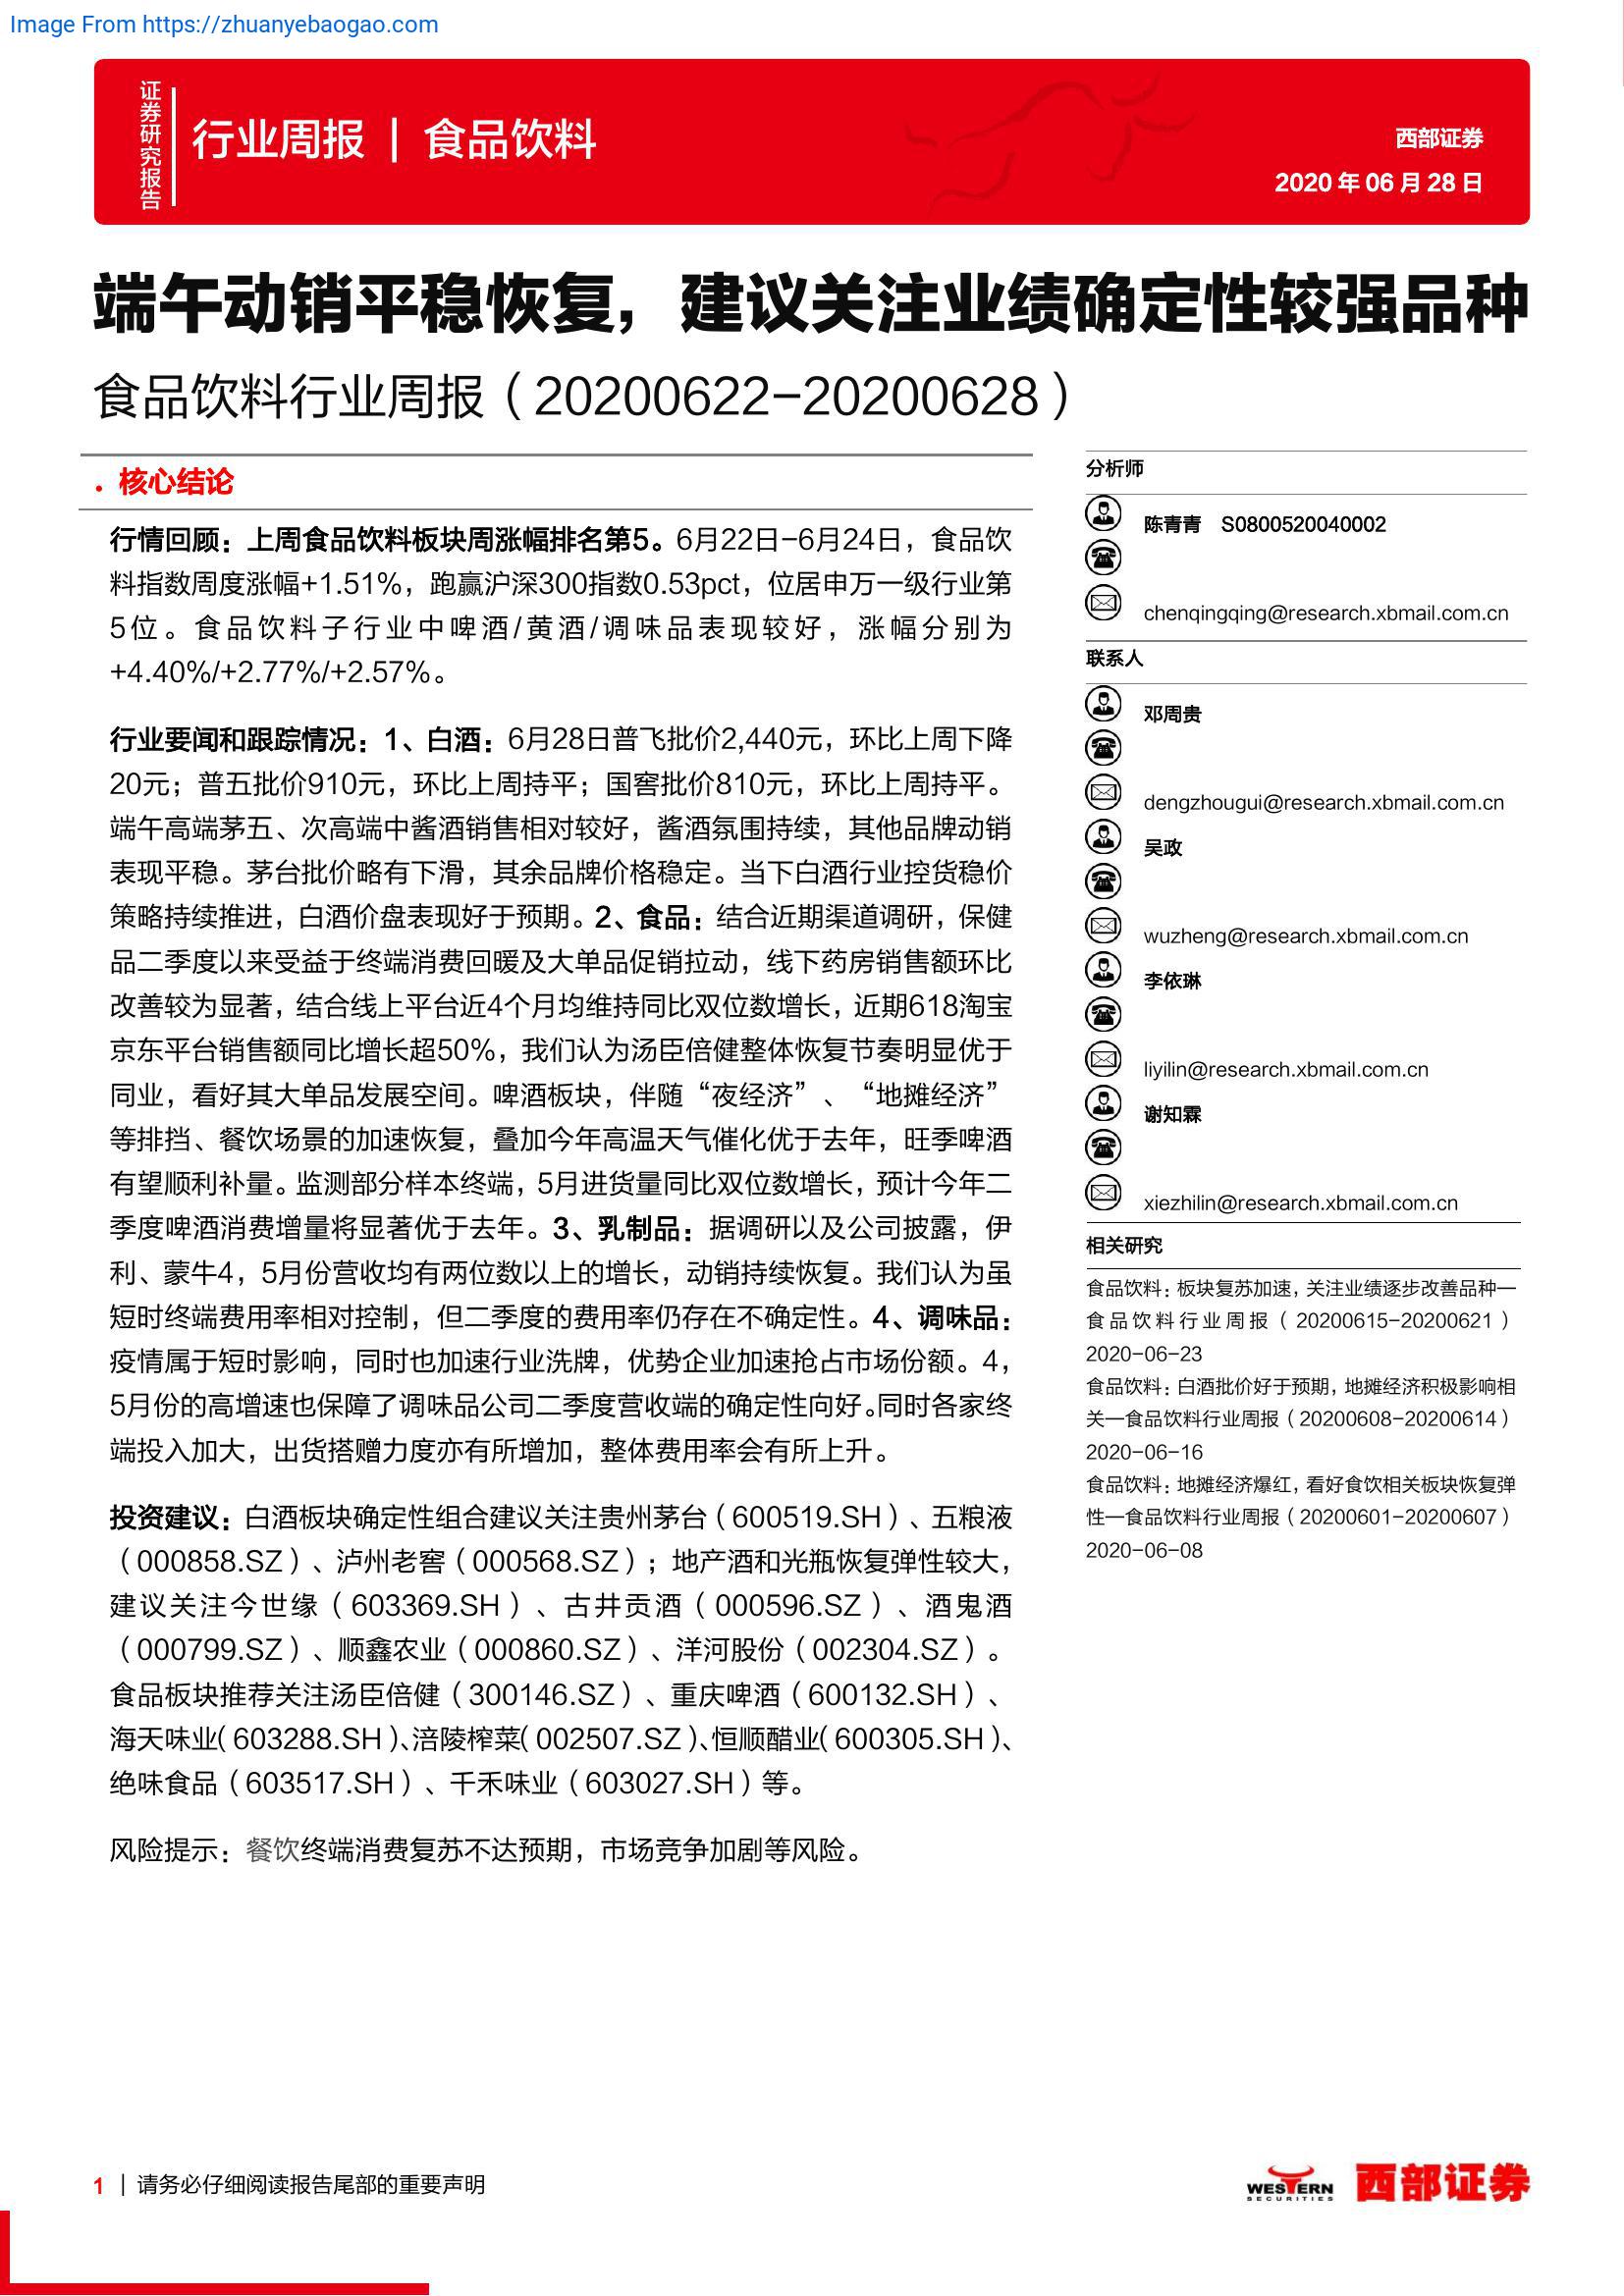 Image From https://zhuanyebaogao.com
证券研究报告
行业周报 | 食品饮料
西部证券
2020 年 06 月 28 日
端午动销平稳恢复，建议关注业绩确定性较强品种
食品饮料行业周报（20200622-20200628）
• 核心结论
行情回顾：上周食品饮料板块周涨幅排名第5。6月22日-6月24日，食品饮
料指数周度涨幅+1.51%，跑赢沪深300指数0.53pct，位居申万一级行业第
5位。食品饮料子行业中啤酒/黄酒/调味品表现较好，涨幅分别为
+4.40%/+2.77%/+2.57%。
行业要闻和跟踪情况：1、白酒：6月28日普飞批价2,440元，环比上周下降
20元；普五批价910元，环比上周持平；国窖批价810元，环比上周持平。
端午高端茅五、次高端中酱酒销售相对较好，酱酒氛围持续，其他品牌动销
表现平稳。茅台批价略有下滑，其余品牌价格稳定。当下白酒行业控货稳价
策略持续推进，白酒价盘表现好于预期。2、食品：结合近期渠道调研，保健
品二季度以来受益于终端消费回暖及大单品促销拉动，线下药房销售额环比
改善较为显著，结合线上平台近4个月均维持同比双位数增长，近期618淘宝
京东平台销售额同比增长超50%，我们认为汤臣倍健整体恢复节奏明显优于
同业，看好其大单品发展空间。啤酒板块，伴随“夜经济”、“地摊经济”
等排挡、餐饮场景的加速恢复，叠加今年高温天气催化优于去年，旺季啤酒
有望顺利补量。监测部分样本终端，5月进货量同比双位数增长，预计今年二
季度啤酒消费增量将显著优于去年。3、乳制品：据调研以及公司披露，伊
利、蒙牛4，5月份营收均有两位数以上的增长，动销持续恢复。我们认为虽
短时终端费用率相对控制，但二季度的费用率仍存在不确定性。4、调味品：
疫情属于短时影响，同时也加速行业洗牌，优势企业加速抢占市场份额。4，
5月份的高增速也保障了调味品公司二季度营收端的确定性向好。同时各家终
端投入加大，出货搭赠力度亦有所增加，整体费用率会有所上升。
投资建议：白酒板块确定性组合建议关注贵州茅台（600519.SH）、五粮液
（000858.SZ）、泸州老窖（000568.SZ）；地产酒和光瓶恢复弹性较大，
建议关注今世缘（603369.SH）、古井贡酒（000596.SZ）、酒鬼酒
（000799.SZ）、顺鑫农业（000860.SZ）、洋河股份（002304.SZ）。
食品板块推荐关注汤臣倍健（300146.SZ）、重庆啤酒（600132.SH）、
海天味业（603288.SH）、涪陵榨菜（002507.SZ）、恒顺醋业（600305.SH）、
绝味食品（603517.SH）、千禾味业（603027.SH）等。
风险提示：餐饮终端消费复苏不达预期，市场竞争加剧等风险。
分析师
陈青青 S0800520040002
chenqingqing@research.xbmail.com.cn
联系人
邓周贵
dengzhougui@research.xbmail.com.cn
吴政
wuzheng@research.xbmail.com.cn
李依琳
liyilin@research.xbmail.com.cn
谢知霖
xiezhilin@research.xbmail.com.cn
相关研究
食品饮料：板块复苏加速，关注业绩逐步改善品种—
食品饮料行业周报（20200615-20200621）
2020-06-23
食品饮料：白酒批价好于预期，地摊经济积极影响相
关—食品饮料行业周报（20200608-20200614）
2020-06-16
食品饮料：地摊经济爆红，看好食饮相关板块恢复弹
性—食品饮料行业周报（20200601-20200607）
2020-06-08
1 | 请务必仔细阅读报告尾部的重要声明
WESTERN
SECURITIES
西部证券